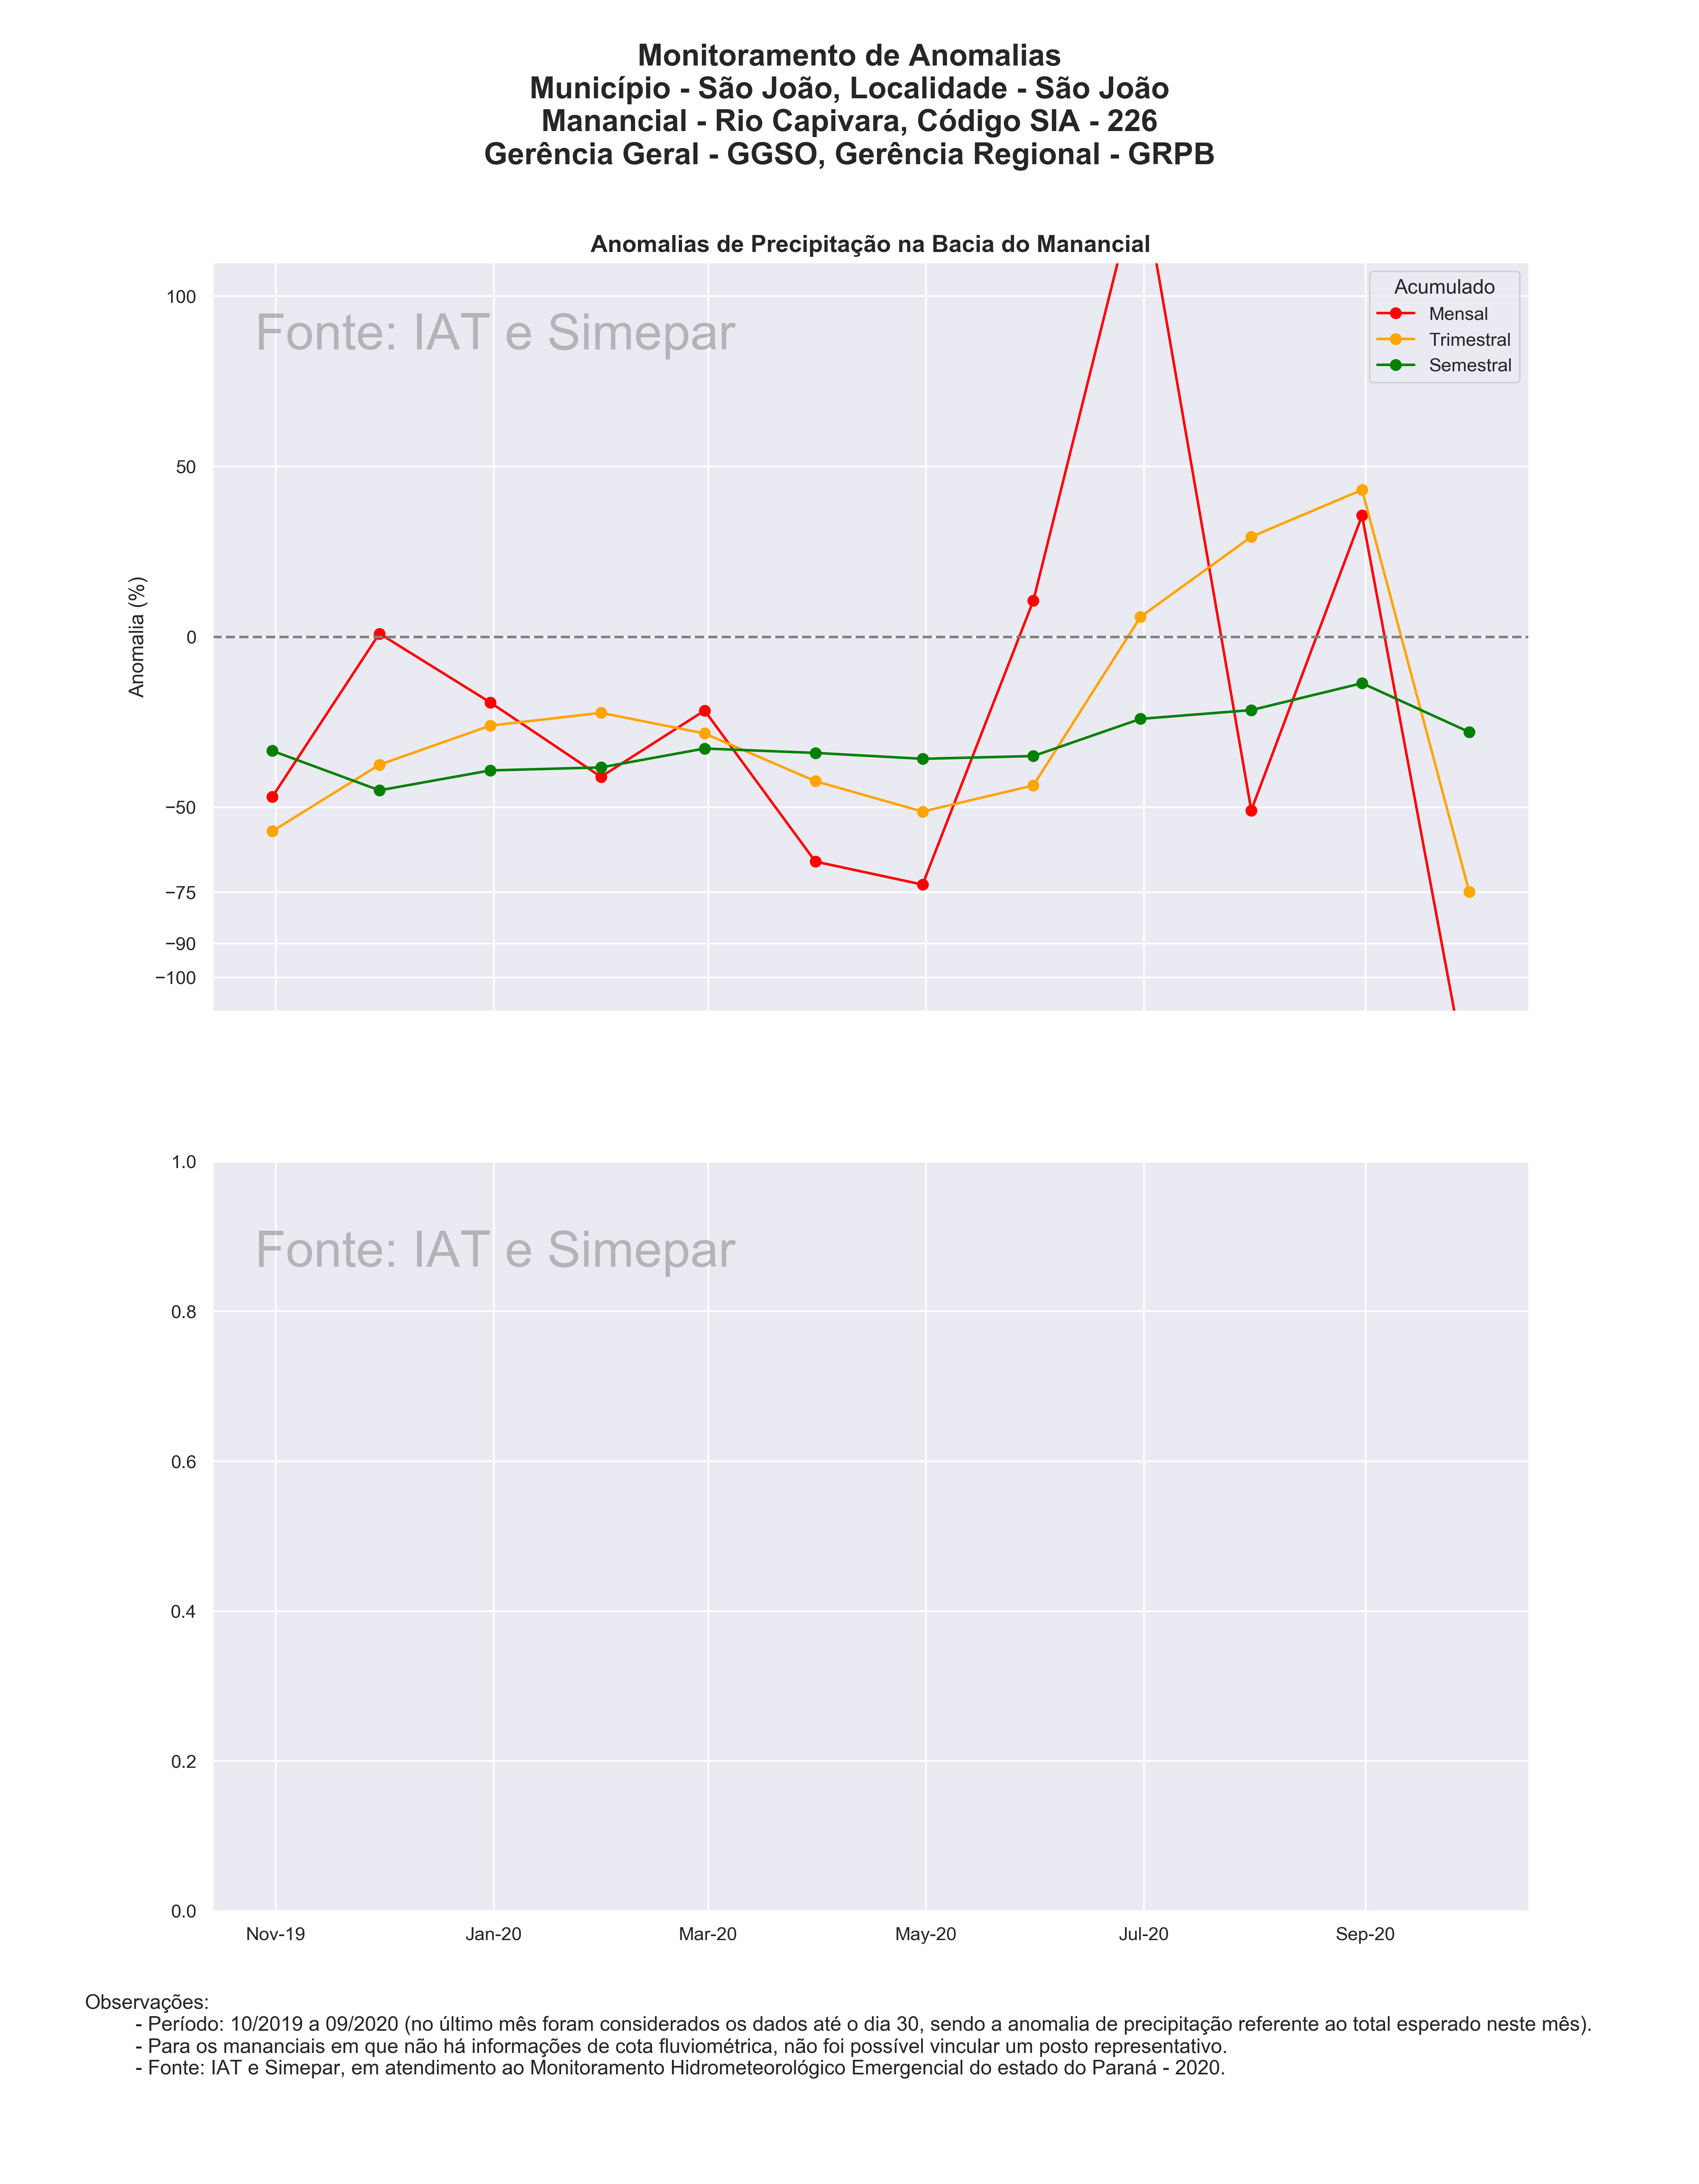 Monitoramento de Anomalias
Município - São João, Localidade - São João
Manancial - Rio Capivara, Código SIA - 226
Gerência Geral - GGSO, Gerência Regional - GRPB
Anomalias de Precipitação na Bacia do Manancial
Fonte: IAT e Simepar
Acumulado
Mensal
Trimestral
Semestral
Anomalia (%)
100
50
0
−50
−75
−90
−100
Fonte: IAT e Simepar
1.0
0.8
0.6
0.4
0.2
0.0
Nov-19 Jan-20 Mar-20 May-20 Jul-20 Sep-20
Observações:
- Período: 10/2019 a 09/2020 (no último mês foram considerados os dados até o dia 30, sendo a anomalia de precipitação referente ao total esperado neste mês).
- Para os mananciais em que não há informações de cota fluviométrica, não foi possível vincular um posto representativo.
- Fonte: IAT e Simepar, em atendimento ao Monitoramento Hidrometeorológico Emergencial do estado do Paraná - 2020.